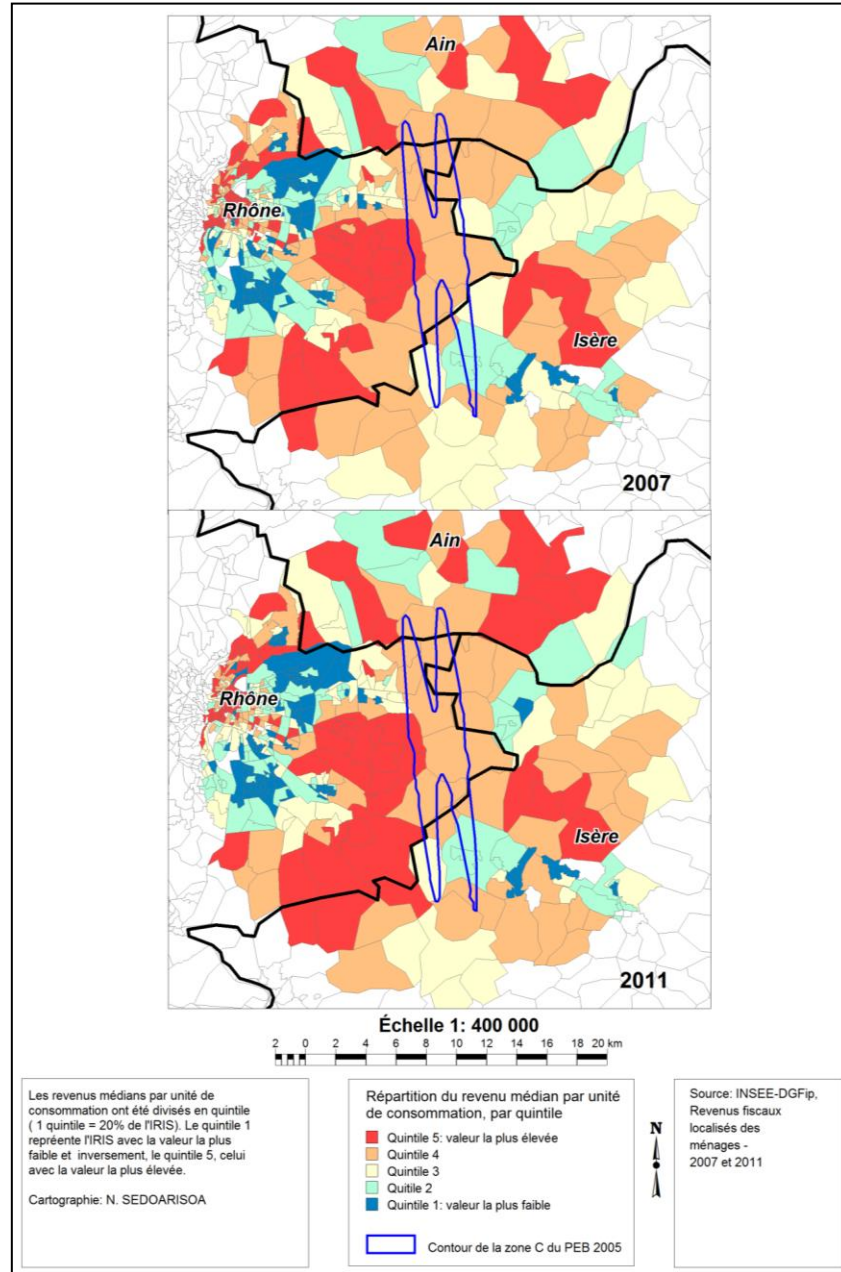 Ain
Rhône
Isère
2007
Ain
Rhône
Isère
2011
Échelle 1: 400 000
2 0 2 4 6 8 10 12 14 16 18 20 km
Les revenus médians par unité de
consommation ont été divisés en quintile
( 1 quintile = 20% de l'IRIS). Le quintile 1
repréente l'IRIS avec la valeur la plus
faible et inversement, le quintile 5, celui
avec la valeur la plus élevée.
Cartographie: N. SEDOARISOA
Répartition du revenu médian par unité
de consommation, par quintile
Quintile 5: valeur la plus élevée
Quintile 4
Quintile 3
Quitile 2
Quintile 1: valeur la plus faible
Contour de la zone C du PEB 2005
N
Source: INSEE-DGFip,
Revenus fiscaux
localisés des
ménages -
2007 et 2011